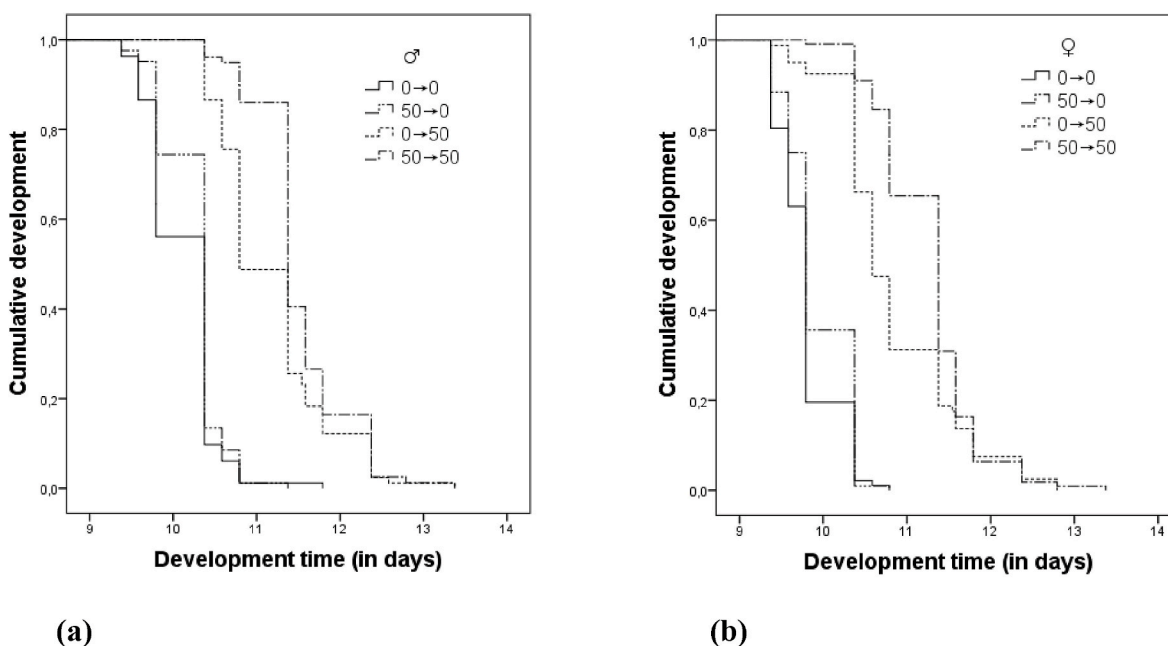 ♂
0→0
50→0
0→50
50→50
1,0
0,8
0,6
0,4
0,2
0,0
Cumulative development
9 10 11 12 13 14
Development time (in days)
(a)
♀
0→0
50→0
0→50
50→50
1,0
0,8
0,6
0,4
0,2
0,0
Cumulative development
9 10 11 12 13 14
Development time (in days)
(b)